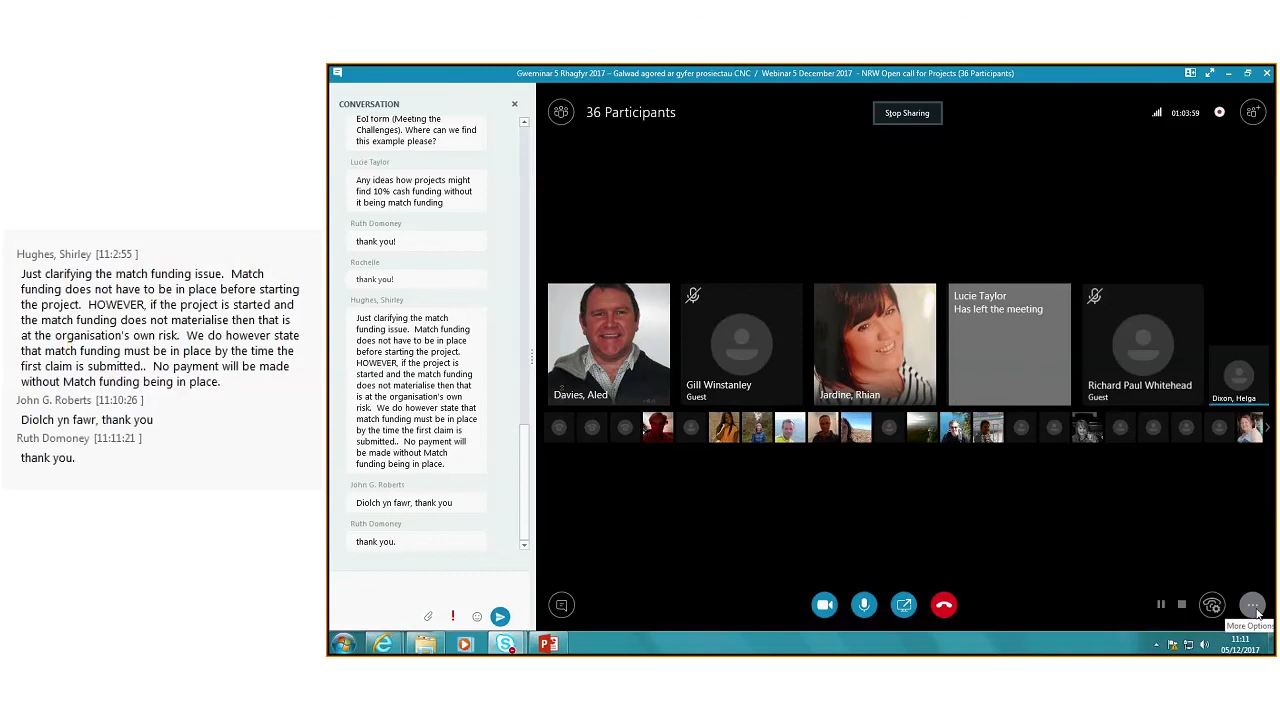 Hughes, Shirley [11:2:55 ]
Just clarifying the match funding issue.  Match
funding does not have to be in place before starting
the project.  HOWEVER, if the project is started and
the match funding does not materialise then that is
at the organisation's own risk.  We do however state
that match funding must be in place by the time the
first claim is submitted..  No payment will be made
without Match funding being in place.
John G. Roberts [11:10:26 ]
Diolch yn fawr, thank you
Ruth Domoney [11:11:21 ]
thank you.
Gweminar 5 Rhagfyr 2017 – Galwad agored ar gyfer prosiectau CNC  /  Webinar 5 December 2017   - NRW Open call for Projects (36 Participants)
CONVERSATION
EoI form (Meeting the
Challenges). Where can we find
this example please?
Lucie Taylor
Any ideas how projects might
find 10% cash funding without
it being match funding
Ruth Domoney
thank you!
Rochelle
thank you!
Hughes, Shirley
Just clarifying the match
funding issue.  Match funding
does not have to be in place
before starting the project.
HOWEVER, if the project is
started and the match funding
does not materialise then that
is at the organisation's own
risk.  We do however state that
match funding must be in place
by the time the first claim is
submitted..  No payment will
be made without Match
funding being in place.
John G. Roberts
Diolch yn fawr, thank you
Ruth Domoney
thank you.
36 Participants
Stop Sharing
01:03:59
Davies, Aled
Gill Winstanley
Guest
Jardine, Rhian
Lucie Taylor
Has left the meeting
Richard Paul Whitehead
Guest
Dixon, Helga
More Options
11:11
05/12/2017